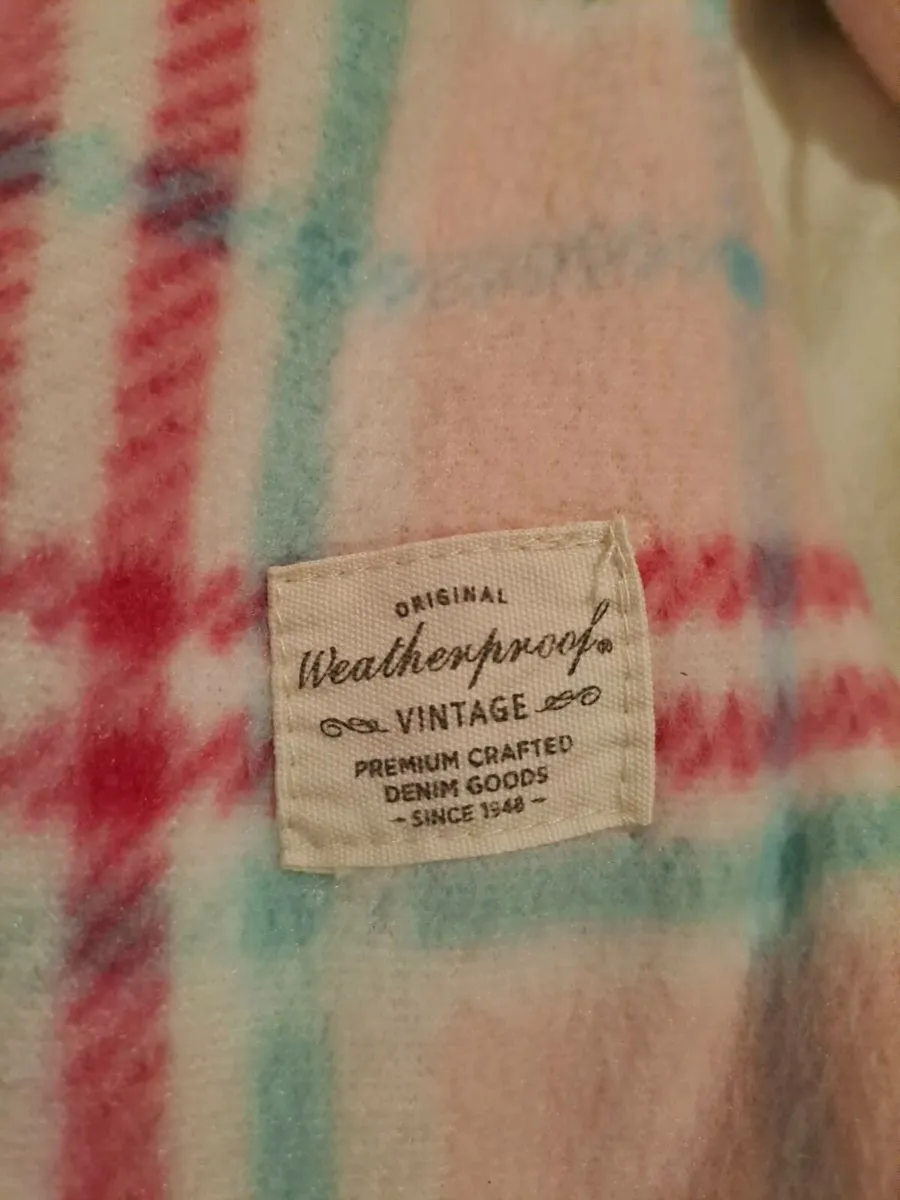 ORIGINAL
Weatherproof®
VINTAGE
PREMIUM CRAFTED
DENIM GOODS
- SINCE 1948 -